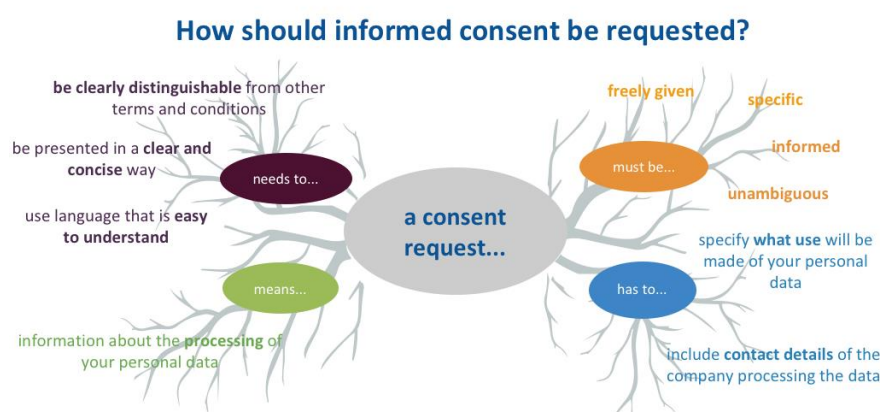 How should informed consent be requested?
be clearly distinguishable from other
terms and conditions
be presented in a clear and
concise way
use language that is easy
to understand
needs to...
means...
information about the processing of
your personal data
a consent
request...
freely given
specific
informed
unambiguous
must be...
has to...
specify what use will be
made of your personal
data
include contact details of the
company processing the data